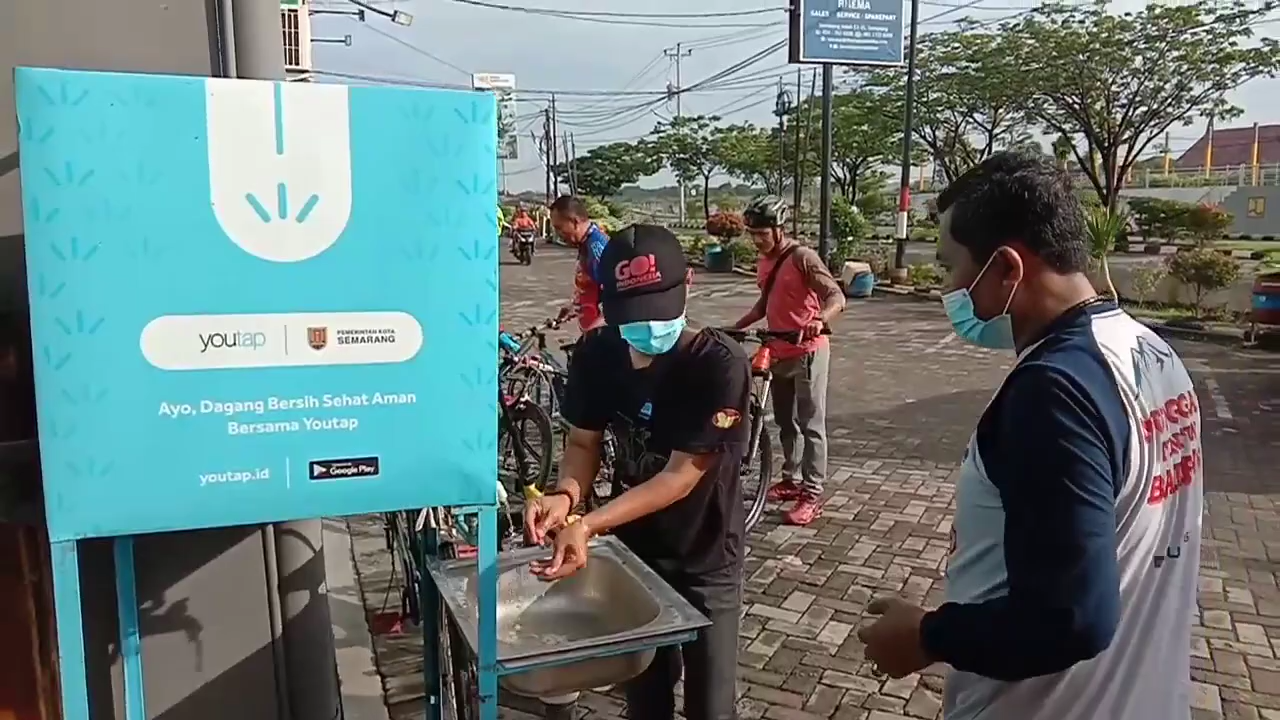 youtap
PEMERINTAH KOTA
SEMARANG
Ayo, Dagang Bersih Sehat Aman
Bersama Youtap
youtap.id
Google Play
GO!
INDONESIA
SALES SERVICE SPAREPART